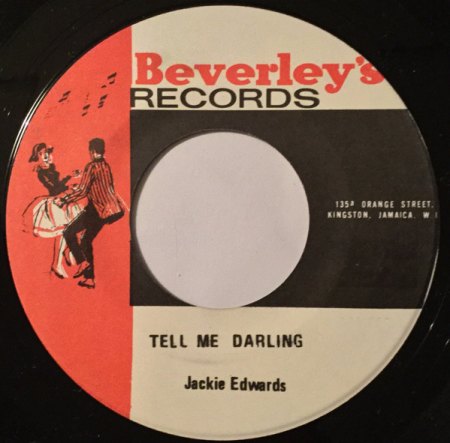 Beverley's
RECORDS
135ᴬ ORANGE STREET,
KINGSTON, JAMAICA, W I
TELL ME DARLING
Jackie Edwards